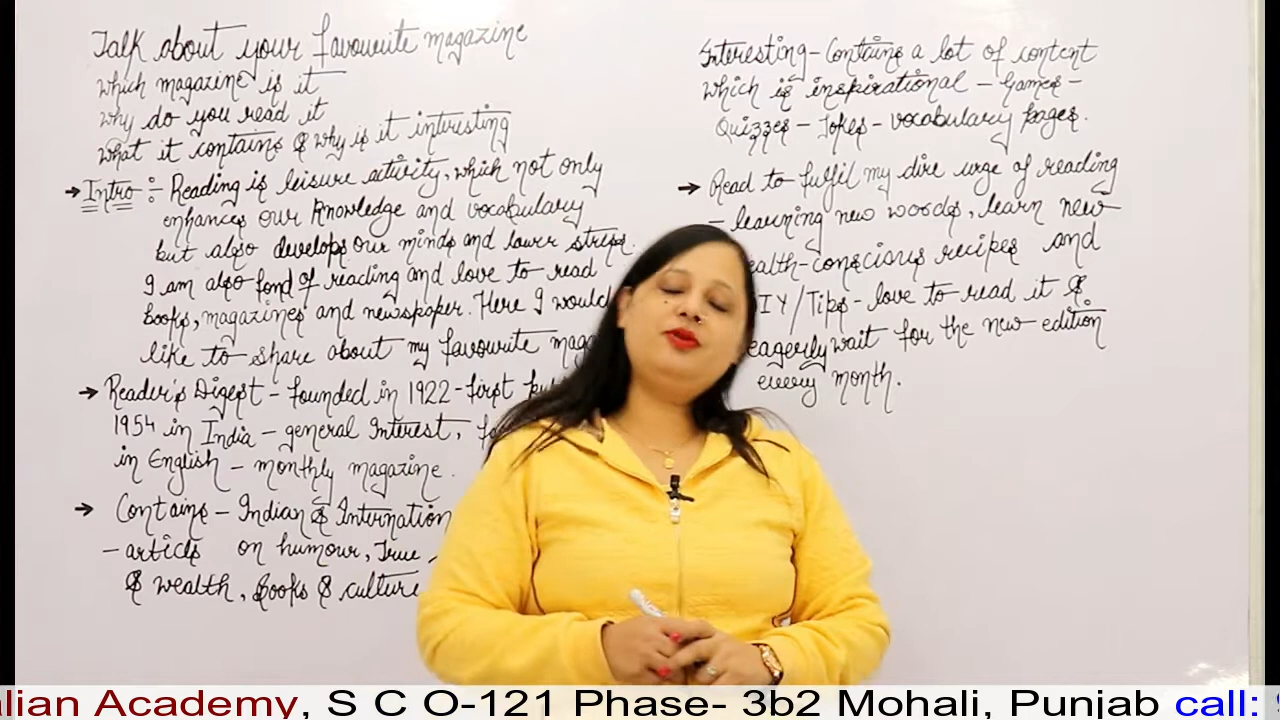 Talk about your favourite magazine
which magazine is it
why do you read it
what it contains & why is it interesting
→ Intro :- Reading is leisure activity, which not only
enhances our knowledge and vocabulary
but also develops our minds and lower stress.
I am also fond of reading and love to read
books, magazines and newspaper. Here I would
like to share about my favourite
→ Reader's Digest - founded in 1922 - first
1954 in India - general Interest,
in English - monthly magazine.
→ Contains - Indian &
- articls on humour, True
& wealth, Books & culture
Interesting - Contains a lot of content
which is inspirational - Games -
Quizzes - Jokes - vocabulary pages.
→ Read to fulfil my dire urge of reading
- learning new words, learn new
recipes and
Tips - love to read it &
eagerly wait for the new edition
every month.
Academy, S C O-121 Phase- 3b2 Mohali, Punjab call: